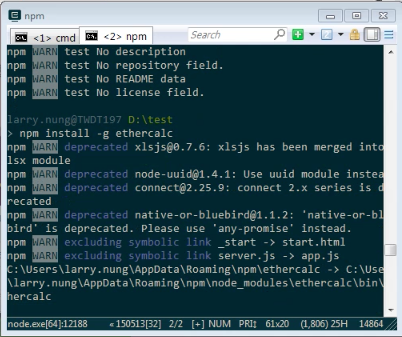 npm
<1> cmd
<2> npm
Search
npm WARN test No description
npm WARN test No repository field.
npm WARN test No README data
npm WARN test No license field.
larry.nung@TWDT197 D:\test
> npm install -g ethercalc
npm WARN deprecated xlsjs@0.7.6: xlsjs has been merged into
lsx module
npm WARN deprecated node-uuid@1.4.1: Use uuid module instea
npm WARN deprecated connect@2.25.9: connect 2.x series is d
recated
npm WARN deprecated native-or-bluebird@1.1.2: 'native-or-bl
bird' is deprecated. Please use 'any-promise' instead.
npm WARN excluding symbolic link _start -> start.html
npm WARN excluding symbolic link server.js -> app.js
C:\Users\larry.nung\AppData\Roaming\npm\ethercalc -> C:\Use
\larry.nung\AppData\Roaming\npm\node_modules\ethercalc\bin\
hercalc
node.exe[64]:12188 « 150513[32] 2/2 [+] NUM PRI↕ 61x20 (1,806) 25H 14864